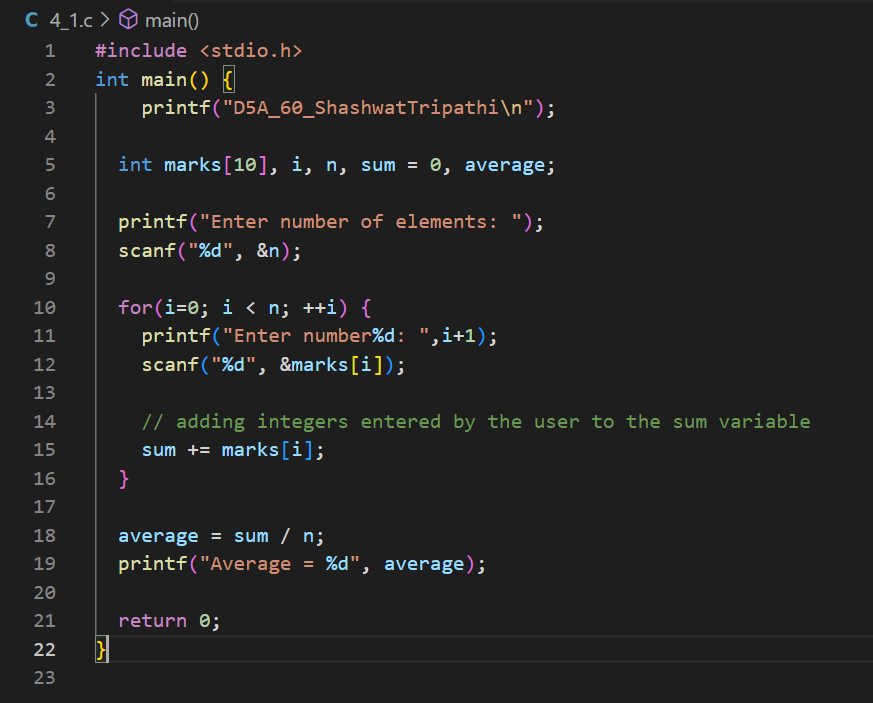 C 4_1.c > main()
1 #include <stdio.h>
2 int main() {
3     printf("D5A_60_ShashwatTripathi\n");
4
5   int marks[10], i, n, sum = 0, average;
6
7   printf("Enter number of elements: ");
8   scanf("%d", &n);
9
10   for(i=0; i < n; ++i) {
11     printf("Enter number%d: ",i+1);
12     scanf("%d", &marks[i]);
13
14     // adding integers entered by the user to the sum variable
15     sum += marks[i];
16   }
17
18   average = sum / n;
19   printf("Average = %d", average);
20
21   return 0;
22 }
23